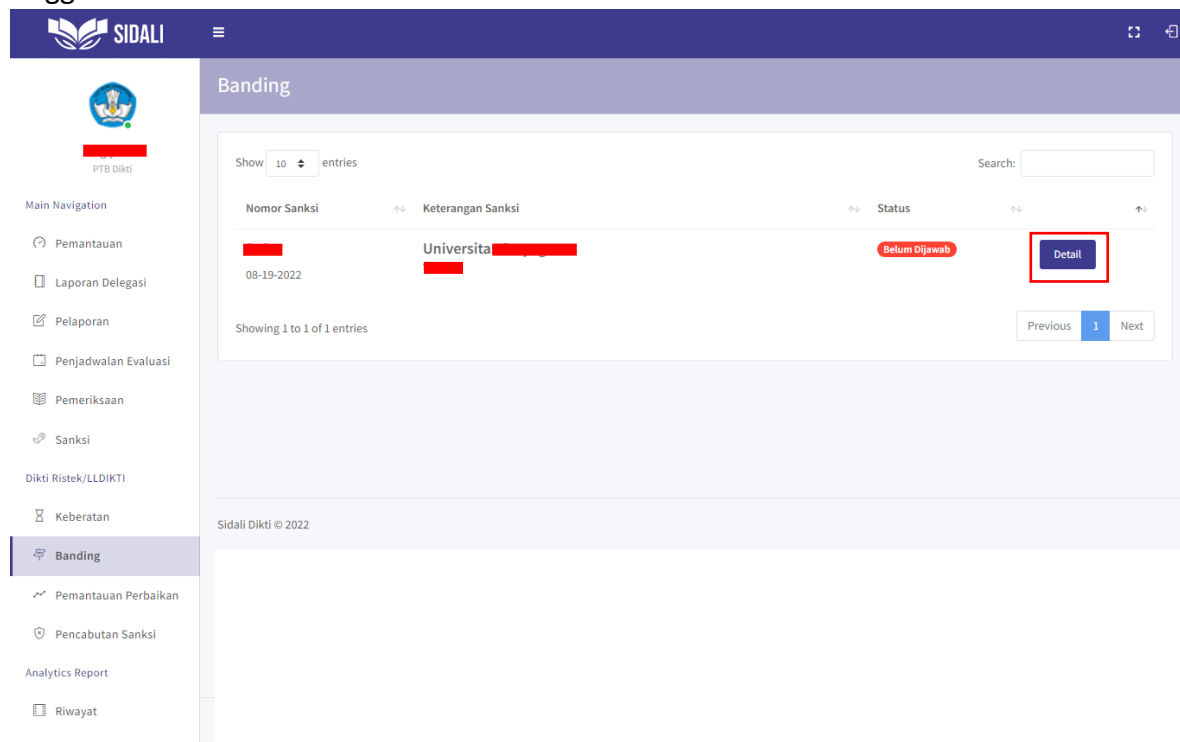 SIDALI
Banding
PTB Dikti
Show 10 entries
Search:
Main Navigation
Nomor Sanksi Keterangan Sanksi Status
Pemantauan
Universitas
Belum Dijawab
Detail
08-19-2022
Laporan Delegasi
Pelaporan
Showing 1 to 1 of 1 entries
Previous 1 Next
Penjadwalan Evaluasi
Pemeriksaan
Sanksi
Dikti Ristek/LLDIKTI
Keberatan
Sidali Dikti © 2022
Banding
Pemantauan Perbaikan
Pencabutan Sanksi
Analytics Report
Riwayat